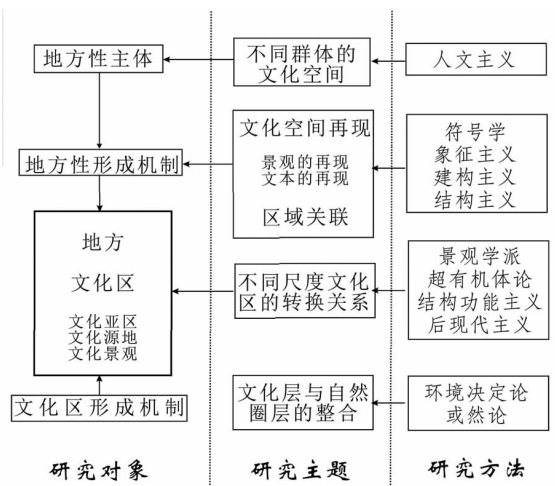 地方性主体
地方性形成机制
地方
文化区
文化亚区
文化源地
文化景观
文化区形成机制
研究对象
不同群体的
文化空间
文化空间再现
景观的再现
文本的再现
区域关联
不同尺度文化
区的转换关系
文化层与自然
圈层的整合
研究主题
人文主义
符号学
象征主义
建构主义
结构主义
景观学派
超有机体论
结构功能主义
后现代主义
环境决定论
或然论
研究方法